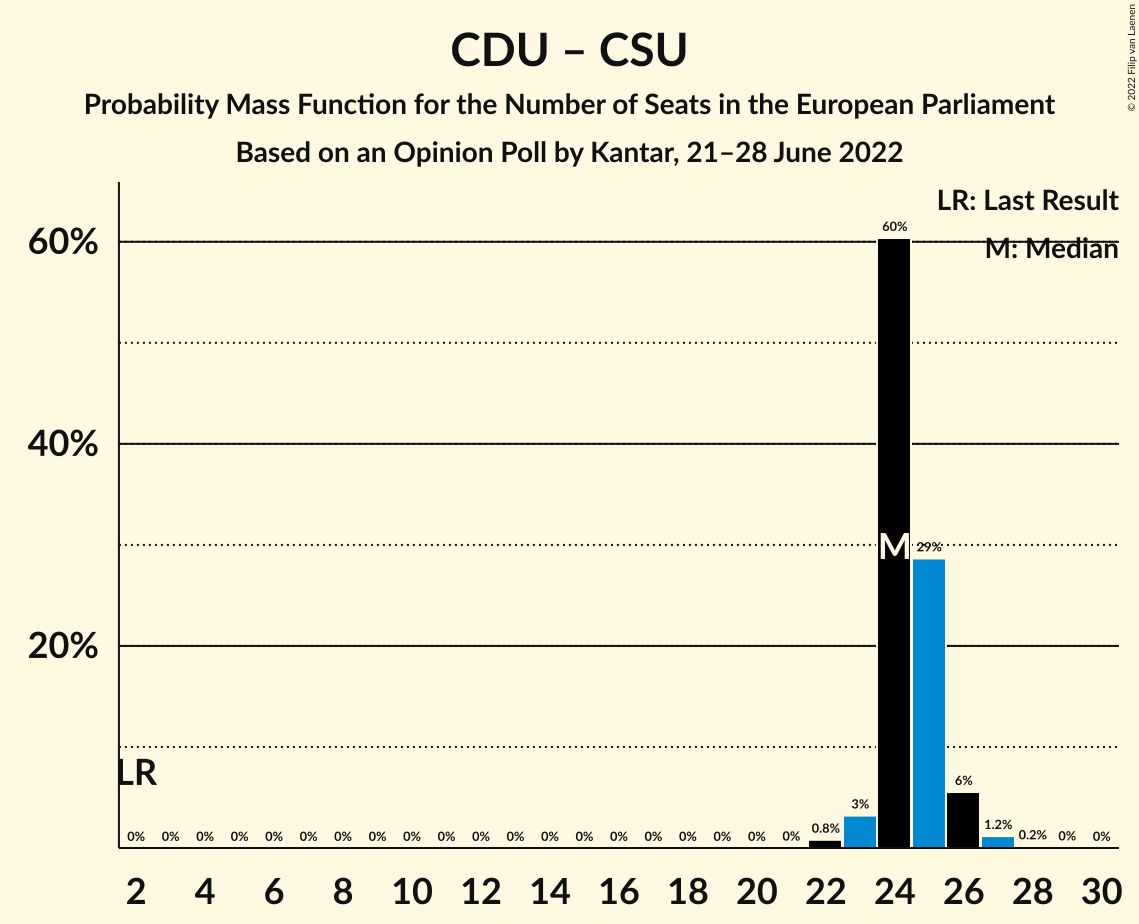 CDU – CSU
Probability Mass Function for the Number of Seats in the European Parliament
Based on an Opinion Poll by Kantar, 21–28 June 2022
© 2022 Filip van Laenen
LR: Last Result
M: Median
60%
40%
20%
60%
M
29%
LR
0% 0% 0% 0% 0% 0% 0% 0% 0% 0% 0% 0% 0% 0% 0% 0% 0% 0% 0% 0% 0.8% 3% 6% 1.2% 0.2% 0% 0%
2 4 6 8 10 12 14 16 18 20 22 24 26 28 30